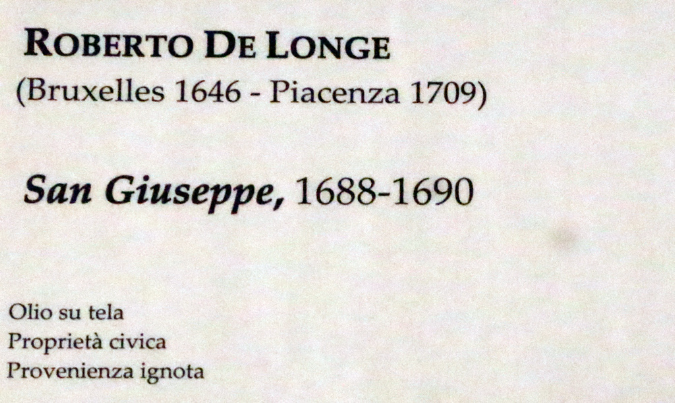 ROBERTO DE LONGE
(Bruxelles 1646 - Piacenza 1709)
San Giuseppe, 1688-1690
Olio su tela
Proprietà civica
Provenienza ignota